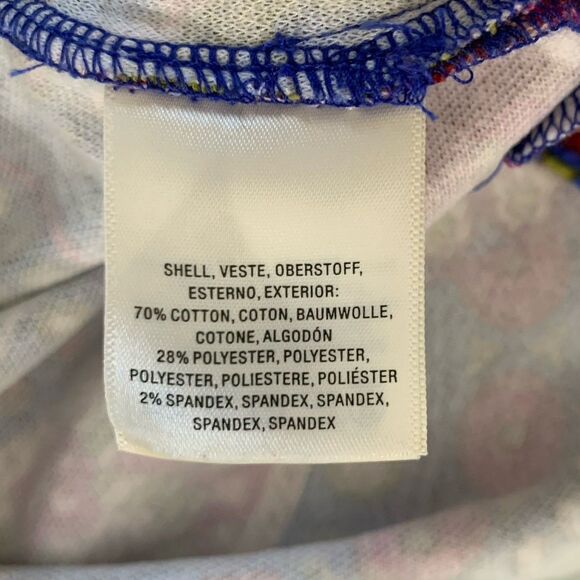 SHELL, VESTE, OBERSTOFF,
ESTERNO, EXTERIOR:
70% COTTON, COTON, BAUMWOLLE,
COTONE, ALGODÓN
28% POLYESTER, POLYESTER,
POLYESTER, POLIESTERE, POLIÉSTER
2% SPANDEX, SPANDEX, SPANDEX,
SPANDEX, SPANDEX